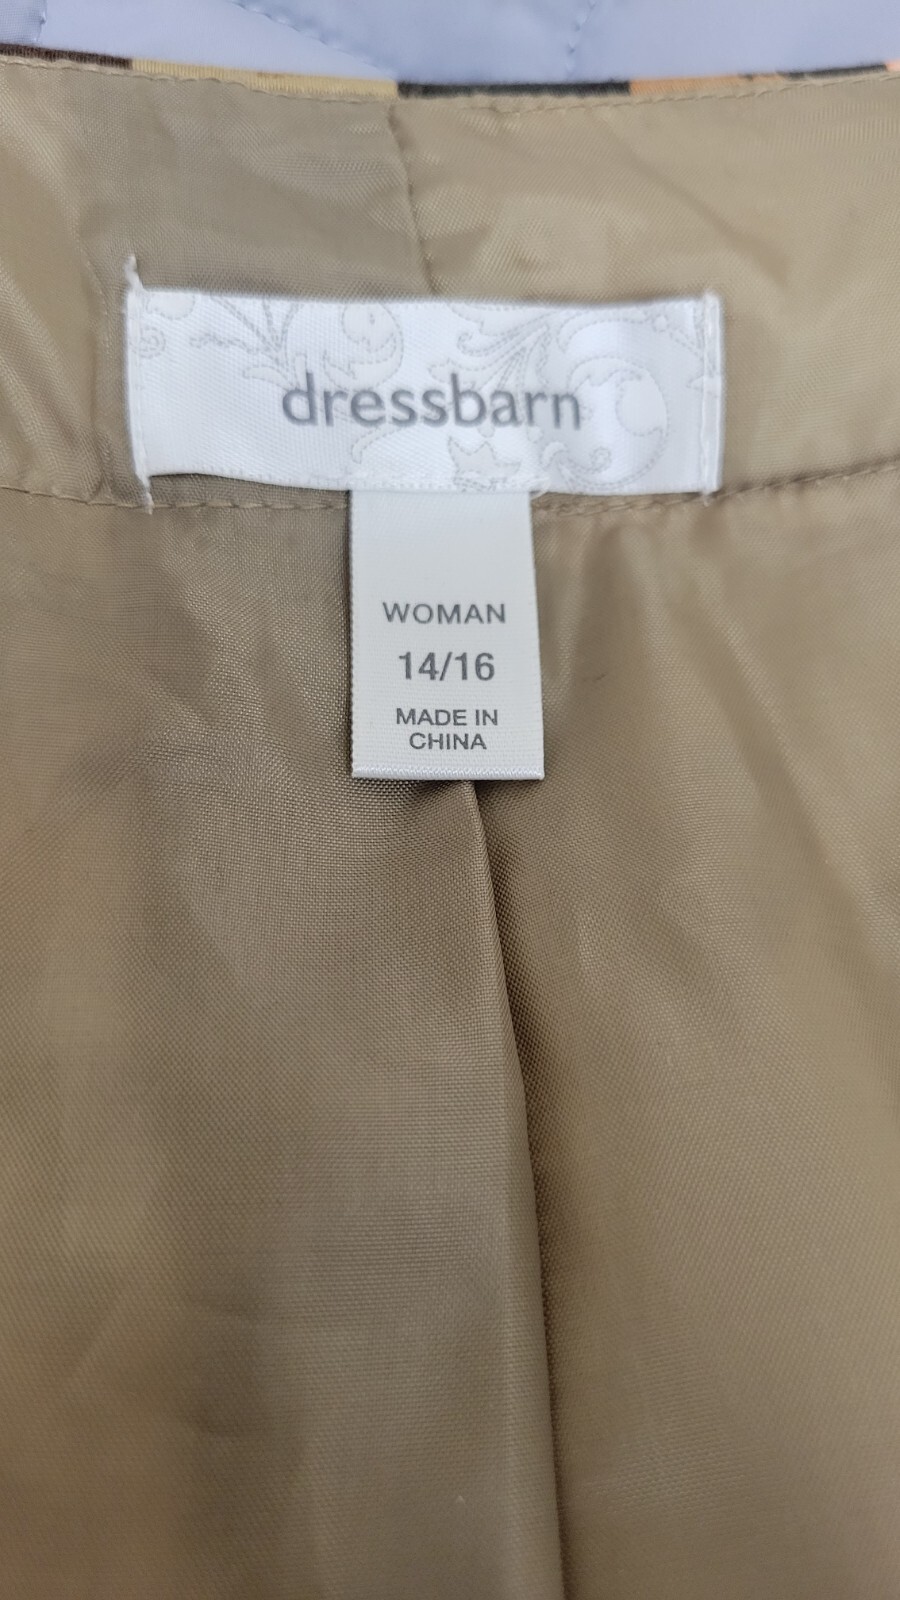 dressbarn
WOMAN
14/16
MADE IN
CHINA